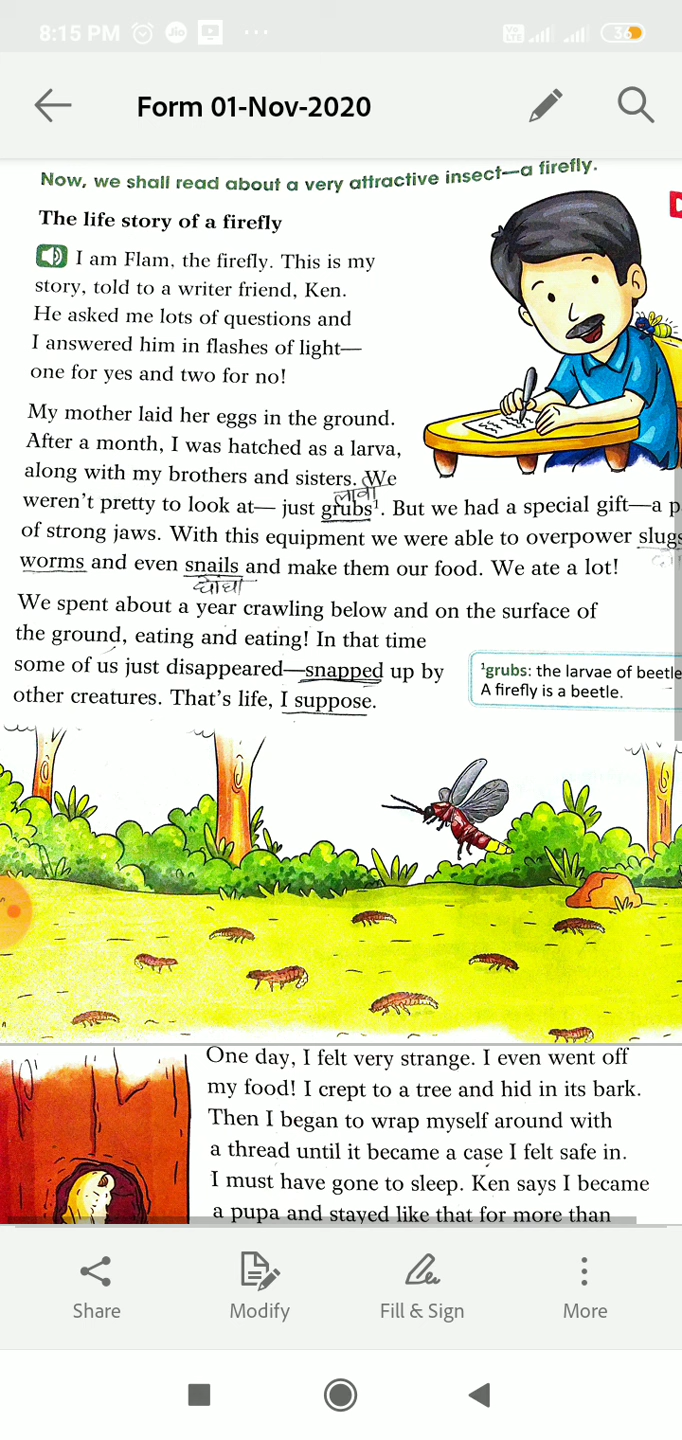 8:15 PM
Jio
Vo LTE
36
Form 01-Nov-2020
Now, we shall read about a very attractive insect—a firefly.
The life story of a firefly
I am Flam, the firefly. This is my
story, told to a writer friend, Ken.
He asked me lots of questions and
I answered him in flashes of light—
one for yes and two for no!
My mother laid her eggs in the ground.
After a month, I was hatched as a larva,
along with my brothers and sisters. We
लार्वा
weren't pretty to look at— just grubs¹. But we had a special gift—a p
of strong jaws. With this equipment we were able to overpower slugs
worms and even snails and make them our food. We ate a lot!
घोंघा
We spent about a year crawling below and on the surface of
the ground, eating and eating! In that time
some of us just disappeared—snapped up by
other creatures. That's life, I suppose.
¹grubs: the larvae of beetle
A firefly is a beetle.
One day, I felt very strange. I even went off
my food! I crept to a tree and hid in its bark.
Then I began to wrap myself around with
a thread until it became a case I felt safe in.
I must have gone to sleep. Ken says I became
a pupa and stayed like that for more than
Share
Modify
Fill & Sign
More